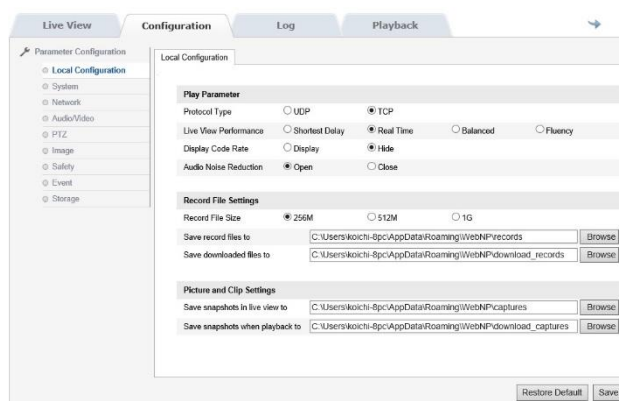 Live View Configuration Log Playback
Parameter Configuration
Local Configuration
System
Network
Audio/Video
PTZ
Image
Safety
Event
Storage
Local Configuration
Play Parameter
Protocol Type UDP TCP
Live View Performance Shortest Delay Real Time Balanced Fluency
Display Code Rate Display Hide
Audio Noise Reduction Open Close
Record File Settings
Record File Size 256M 512M 1G
Save record files to C:\Users\koichi-8pc\AppData\Roaming\WebNP\records Browse
Save downloaded files to C:\Users\koichi-8pc\AppData\Roaming\WebNP\download_records Browse
Picture and Clip Settings
Save snapshots in live view to C:\Users\koichi-8pc\AppData\Roaming\WebNP\captures Browse
Save snapshots when playback to C:\Users\koichi-8pc\AppData\Roaming\WebNP\download_captures Browse
Restore Default Save